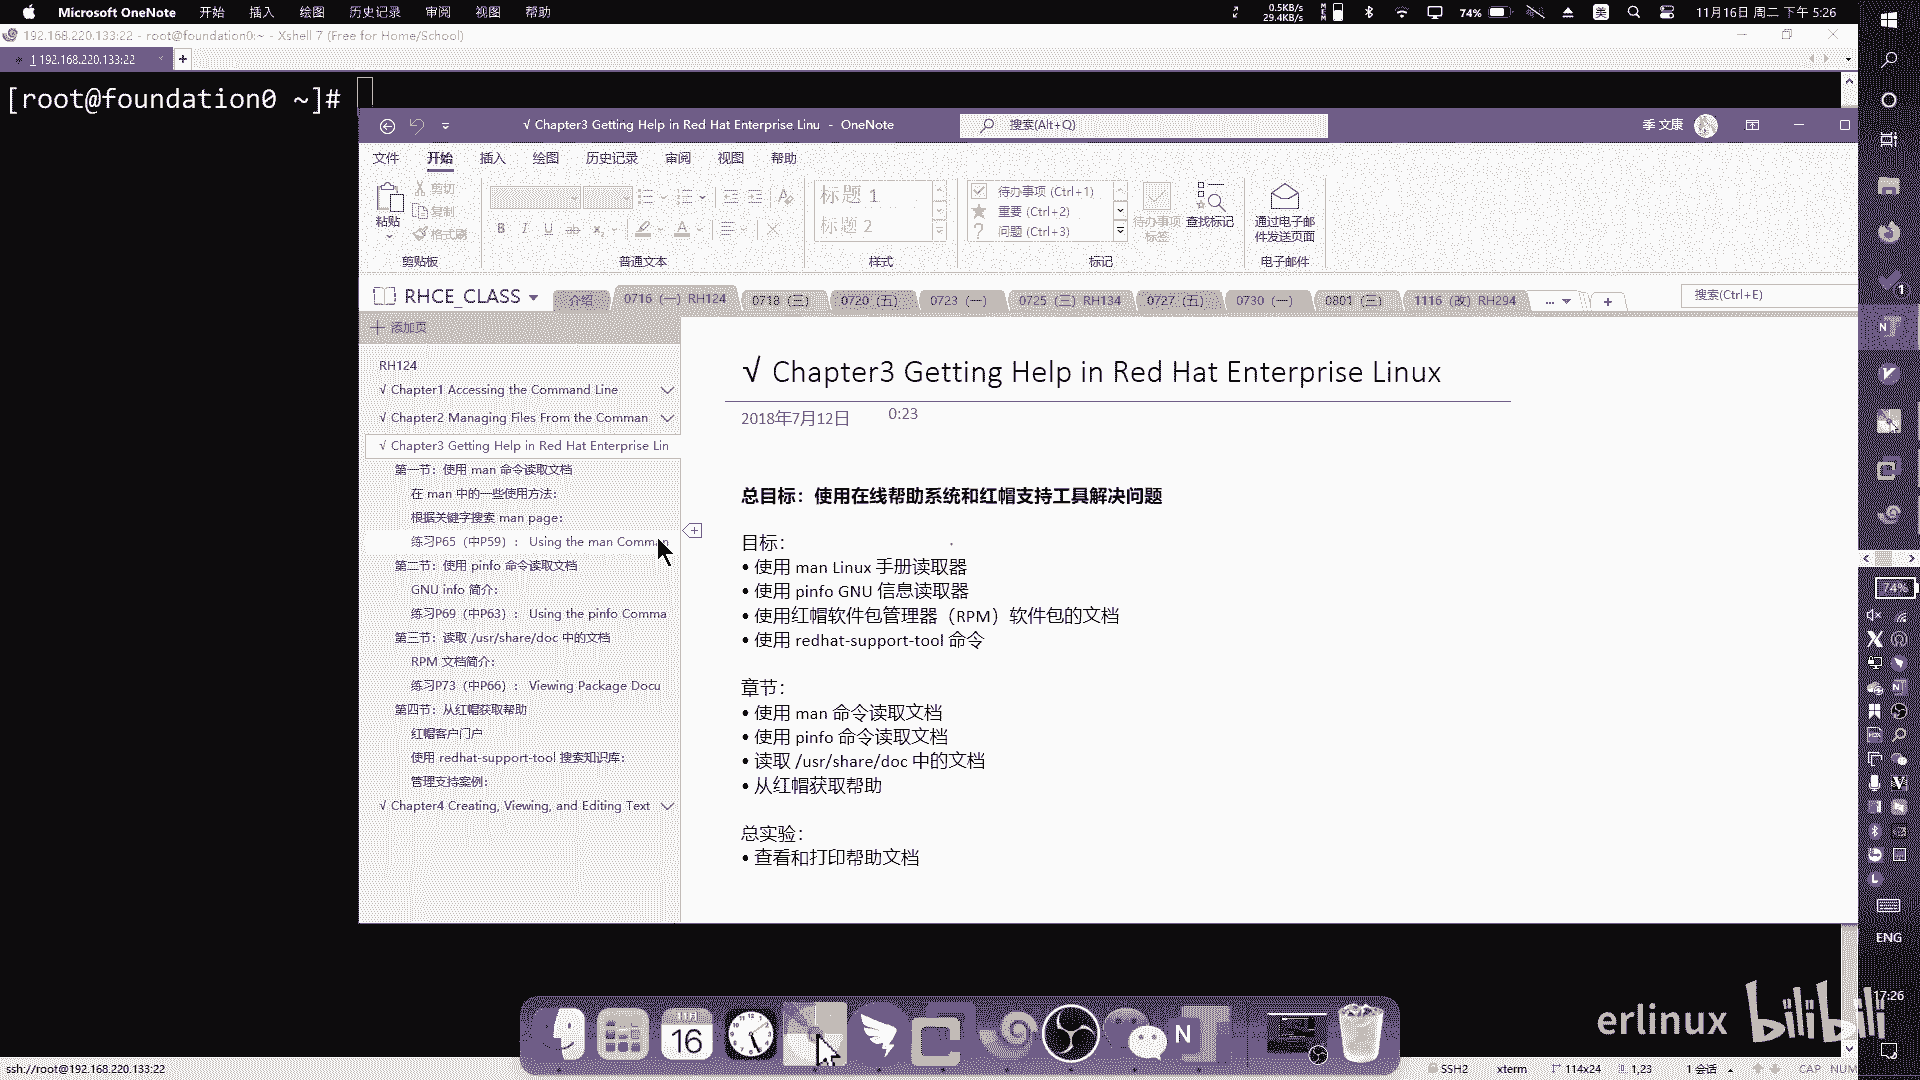 Microsoft OneNote 开始 插入 绘图 历史记录 审阅 视图 帮助
0.5KB/s
29.4KB/s
74%
美
11月16日 周二 下午 5:26
192.168.220.133:22 - root@foundation0:~ - Xshell 7 (Free for Home/School)
1 192.168.220.133:22
[root@foundation0 ~]#
√ Chapter3 Getting Help in Red Hat Enterprise Linu - OneNote
搜索(Alt+Q)
季 文康
文件 开始 插入 绘图 历史记录 审阅 视图 帮助
粘贴
剪切
复制
格式刷
剪贴板
B I U ab x
A
普通文本
标题 1
标题 2
样式
待办事项 (Ctrl+1)
重要 (Ctrl+2)
问题 (Ctrl+3)
待办事项
标签
查找标记
标记
通过电子邮
件发送页面
电子邮件
RHCE_CLASS
介绍
0716 (一) RH124
0718 (三)
0720 (五)
0723 (一)
0725 (三) RH134
0727 (五)
0730 (一)
0801 (三)
1116 (改) RH294
...
搜索(Ctrl+E)
添加页
RH124
√ Chapter1 Accessing the Command Line
√ Chapter2 Managing Files From the Comman
√ Chapter3 Getting Help in Red Hat Enterprise Lin
第一节：使用 man 命令读取文档
在 man 中的一些使用方法：
根据关键字搜索 man page：
练习P65（中P59）： Using the man Comman
第二节：使用 pinfo 命令读取文档
GNU info 简介：
练习P69（中P63）： Using the pinfo Comma
第三节：读取 /usr/share/doc 中的文档
RPM 文档简介：
练习P73（中P66）： Viewing Package Docu
第四节：从红帽获取帮助
红帽客户门户
使用 redhat-support-tool 搜索知识库：
管理支持案例：
√ Chapter4 Creating, Viewing, and Editing Text
√ Chapter3 Getting Help in Red Hat Enterprise Linux
2018年7月12日 0:23
总目标：使用在线帮助系统和红帽支持工具解决问题
目标：
• 使用 man Linux 手册读取器
• 使用 pinfo GNU 信息读取器
• 使用红帽软件包管理器（RPM）软件包的文档
• 使用 redhat-support-tool 命令
章节：
• 使用 man 命令读取文档
• 使用 pinfo 命令读取文档
• 读取 /usr/share/doc 中的文档
• 从红帽获取帮助
总实验：
• 查看和打印帮助文档
74%
ENG
17:26
erlinux bilibili
11月
16
ssh://root@192.168.220.133:22
SSH2 xterm 114x24 1,23 1 会话 CAP NUM